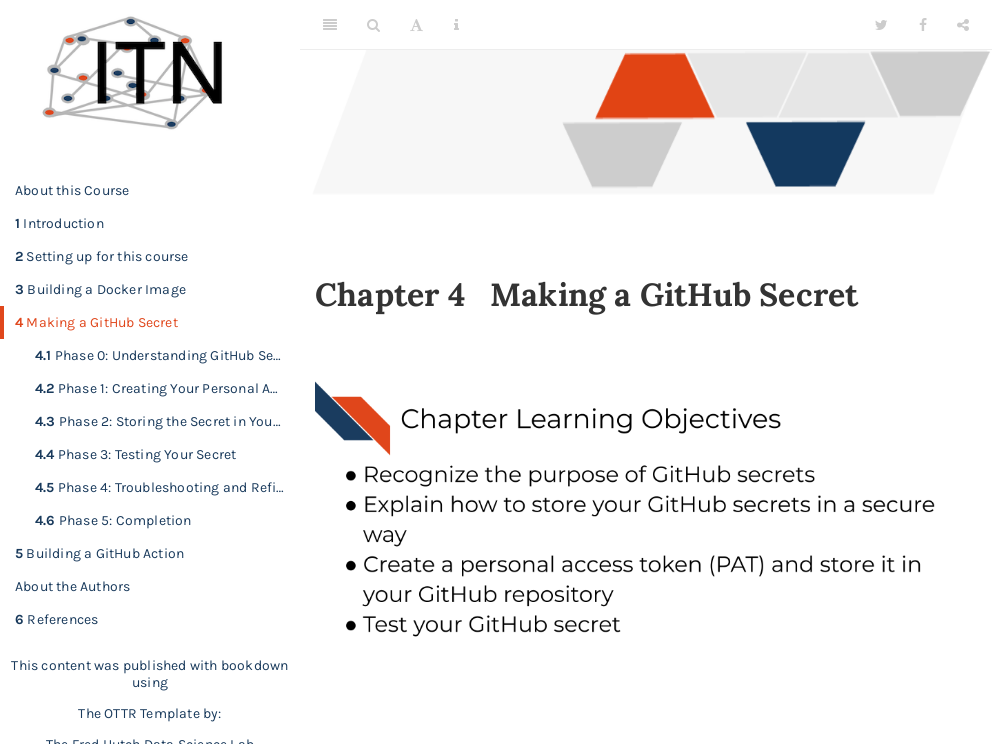 ITN
About this Course
1 Introduction
2 Setting up for this course
3 Building a Docker Image
4 Making a GitHub Secret
4.1 Phase 0: Understanding GitHub Se…
4.2 Phase 1: Creating Your Personal A…
4.3 Phase 2: Storing the Secret in You…
4.4 Phase 3: Testing Your Secret
4.5 Phase 4: Troubleshooting and Refi…
4.6 Phase 5: Completion
5 Building a GitHub Action
About the Authors
6 References
This content was published with bookdown
using
The OTTR Template by:
The Fred Hutch Data Science Lab
Chapter 4 Making a GitHub Secret
Chapter Learning Objectives
● Recognize the purpose of GitHub secrets
● Explain how to store your GitHub secrets in a secure
way
● Create a personal access token (PAT) and store it in
your GitHub repository
● Test your GitHub secret